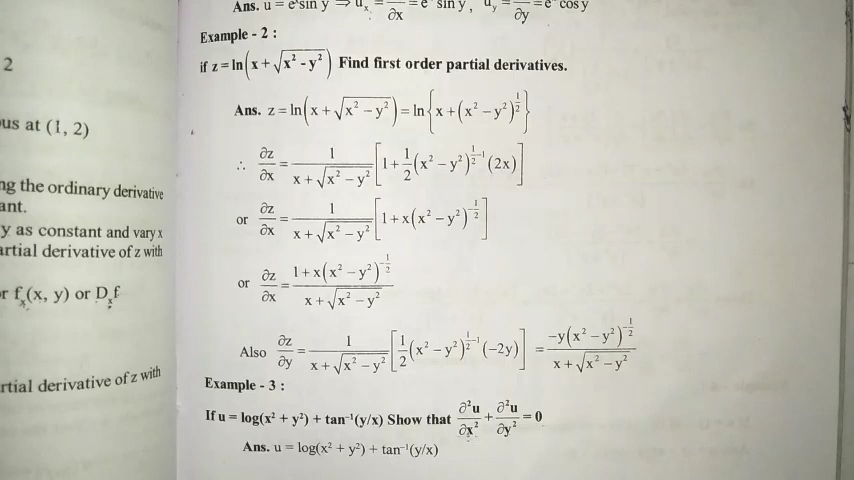 2
us at (1, 2)
ng the ordinary derivative
ant.
y as constant and vary x
artial derivative of z with
r fₓ(x, y) or Dₓf
rtial derivative of z with
Ans. u = eˣsin y ⇒ uₓ = /∂x = e sin y, u_y = /∂y = e cos y
Example - 2 :
if z = ln(x + √(x² - y²)) Find first order partial derivatives.
Ans. z = ln(x + √(x² – y²)) = ln{x + (x² – y²)^(1/2)}
∴ ∂z/∂x = 1/(x + √(x² – y²)) [1 + 1/2 (x² – y²)^(1/2 –1) (2x)]
or ∂z/∂x = 1/(x + √(x² – y²)) [1 + x(x² – y²)^(–1/2)]
or ∂z/∂x = (1 + x(x² – y²)^(–1/2))/(x + √(x² – y²))
Also ∂z/∂y = 1/(x + √(x² – y²)) [1/2 (x² – y²)^(1/2 –1) (–2y)] = (–y(x² – y²)^(–1/2))/(x + √(x² – y²))
Example - 3 :
If u = log(x² + y²) + tan⁻¹(y/x) Show that ∂²u/∂x² + ∂²u/∂y² = 0
Ans. u = log(x² + y²) + tan⁻¹(y/x)